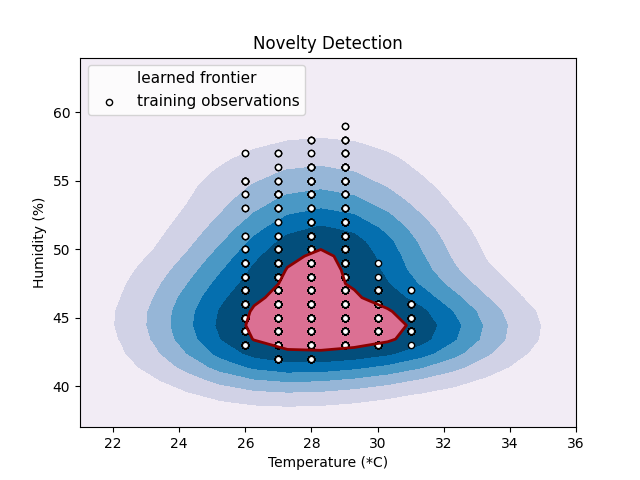 Novelty Detection
learned frontier
training observations
Humidity (%)
60
55
50
45
40
22 24 26 28 30 32 34 36
Temperature (*C)